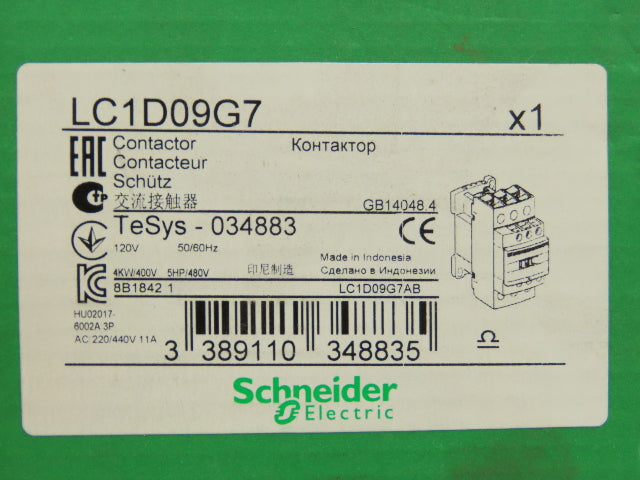 LC1D09G7 x1
EAC Contactor Контактор
Contacteur
Schütz
交流接触器 GB14048.4
TeSys - 034883 CE
120V 50/60Hz Made in Indonesia
4KW/400V 5HP/480V 印尼制造 Сделано в Индонезии
8B1842 1 LC1D09G7AB
HU02017-
6002A 3P
AC 220/440V 11A
3 389110 348835
Schneider
Electric